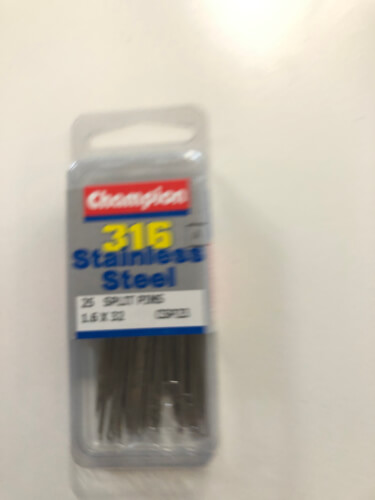 Champion
316
Stainless
Steel
25 SPLIT PINS
1.6 X 32